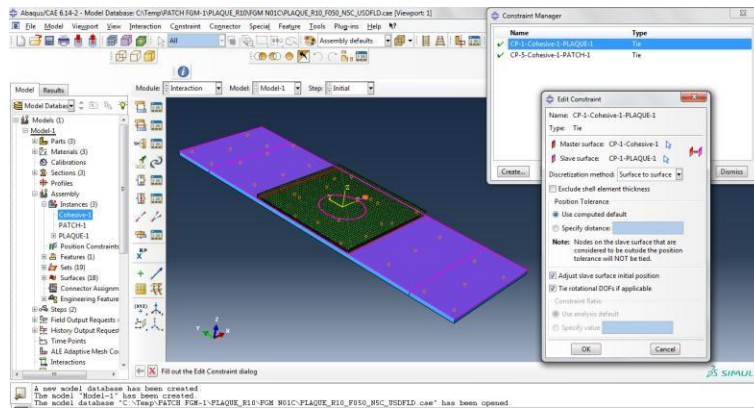 Abaqus/CAE 6.14-2 - Model Database: C:\Temp\PATCH FGM-1\PLAQUE_R10\FGM N01C\PLAQUE_R10_F050_NSC_USDFLD.cae [Viewport: 1]
File Model Viewport View Interaction Constraint Connector Special Feature Tools Plug-ins Help
All
Assembly defaults
Model Results
Module: Interaction Model: Model-1 Step: Initial
Model Database
Models (1)
Model-1
Parts (3)
Materials (3)
Calibrations
Sections (3)
Profiles
Assembly
Instances (3)
Cohesive-1
PATCH-1
PLAQUE-1
Position Constraints
Features (1)
Sets (19)
Surfaces (18)
Connector Assignm
Engineering Feature
Steps (2)
Field Output Requests
History Output Request
Time Points
ALE Adaptive Mesh Co
Interactions
Constraint Manager
Name Type
CP-1-Cohesive-1-PLAQUE-1 Tie
CP-5-Cohesive-1-PATCH-1 Tie
Create...
Dismiss
Edit Constraint
Name: CP-1-Cohesive-1-PLAQUE-1
Type: Tie
Master surface: CP-1-Cohesive-1
Slave surface: CP-1-PLAQUE-1
Discretization method: Surface to surface
Exclude shell element thickness
Position Tolerance
Use computed default
Specify distance:
Note: Nodes on the slave surface that are
considered to be outside the position
tolerance will NOT be tied.
Adjust slave surface initial position
Tie rotational DOFs if applicable
Constraint Ratio
Use analysis default
Specify value
OK Cancel
Z
Y X
Fill out the Edit Constraint dialog
SIMUL
A new model database has been created.
The model "Model-1" has been created.
The model database "C:\Temp\PATCH FGM-1\PLAQUE_R10\FGM N01C\PLAQUE_R10_F050_NSC_USDFLD.cae" has been opened.